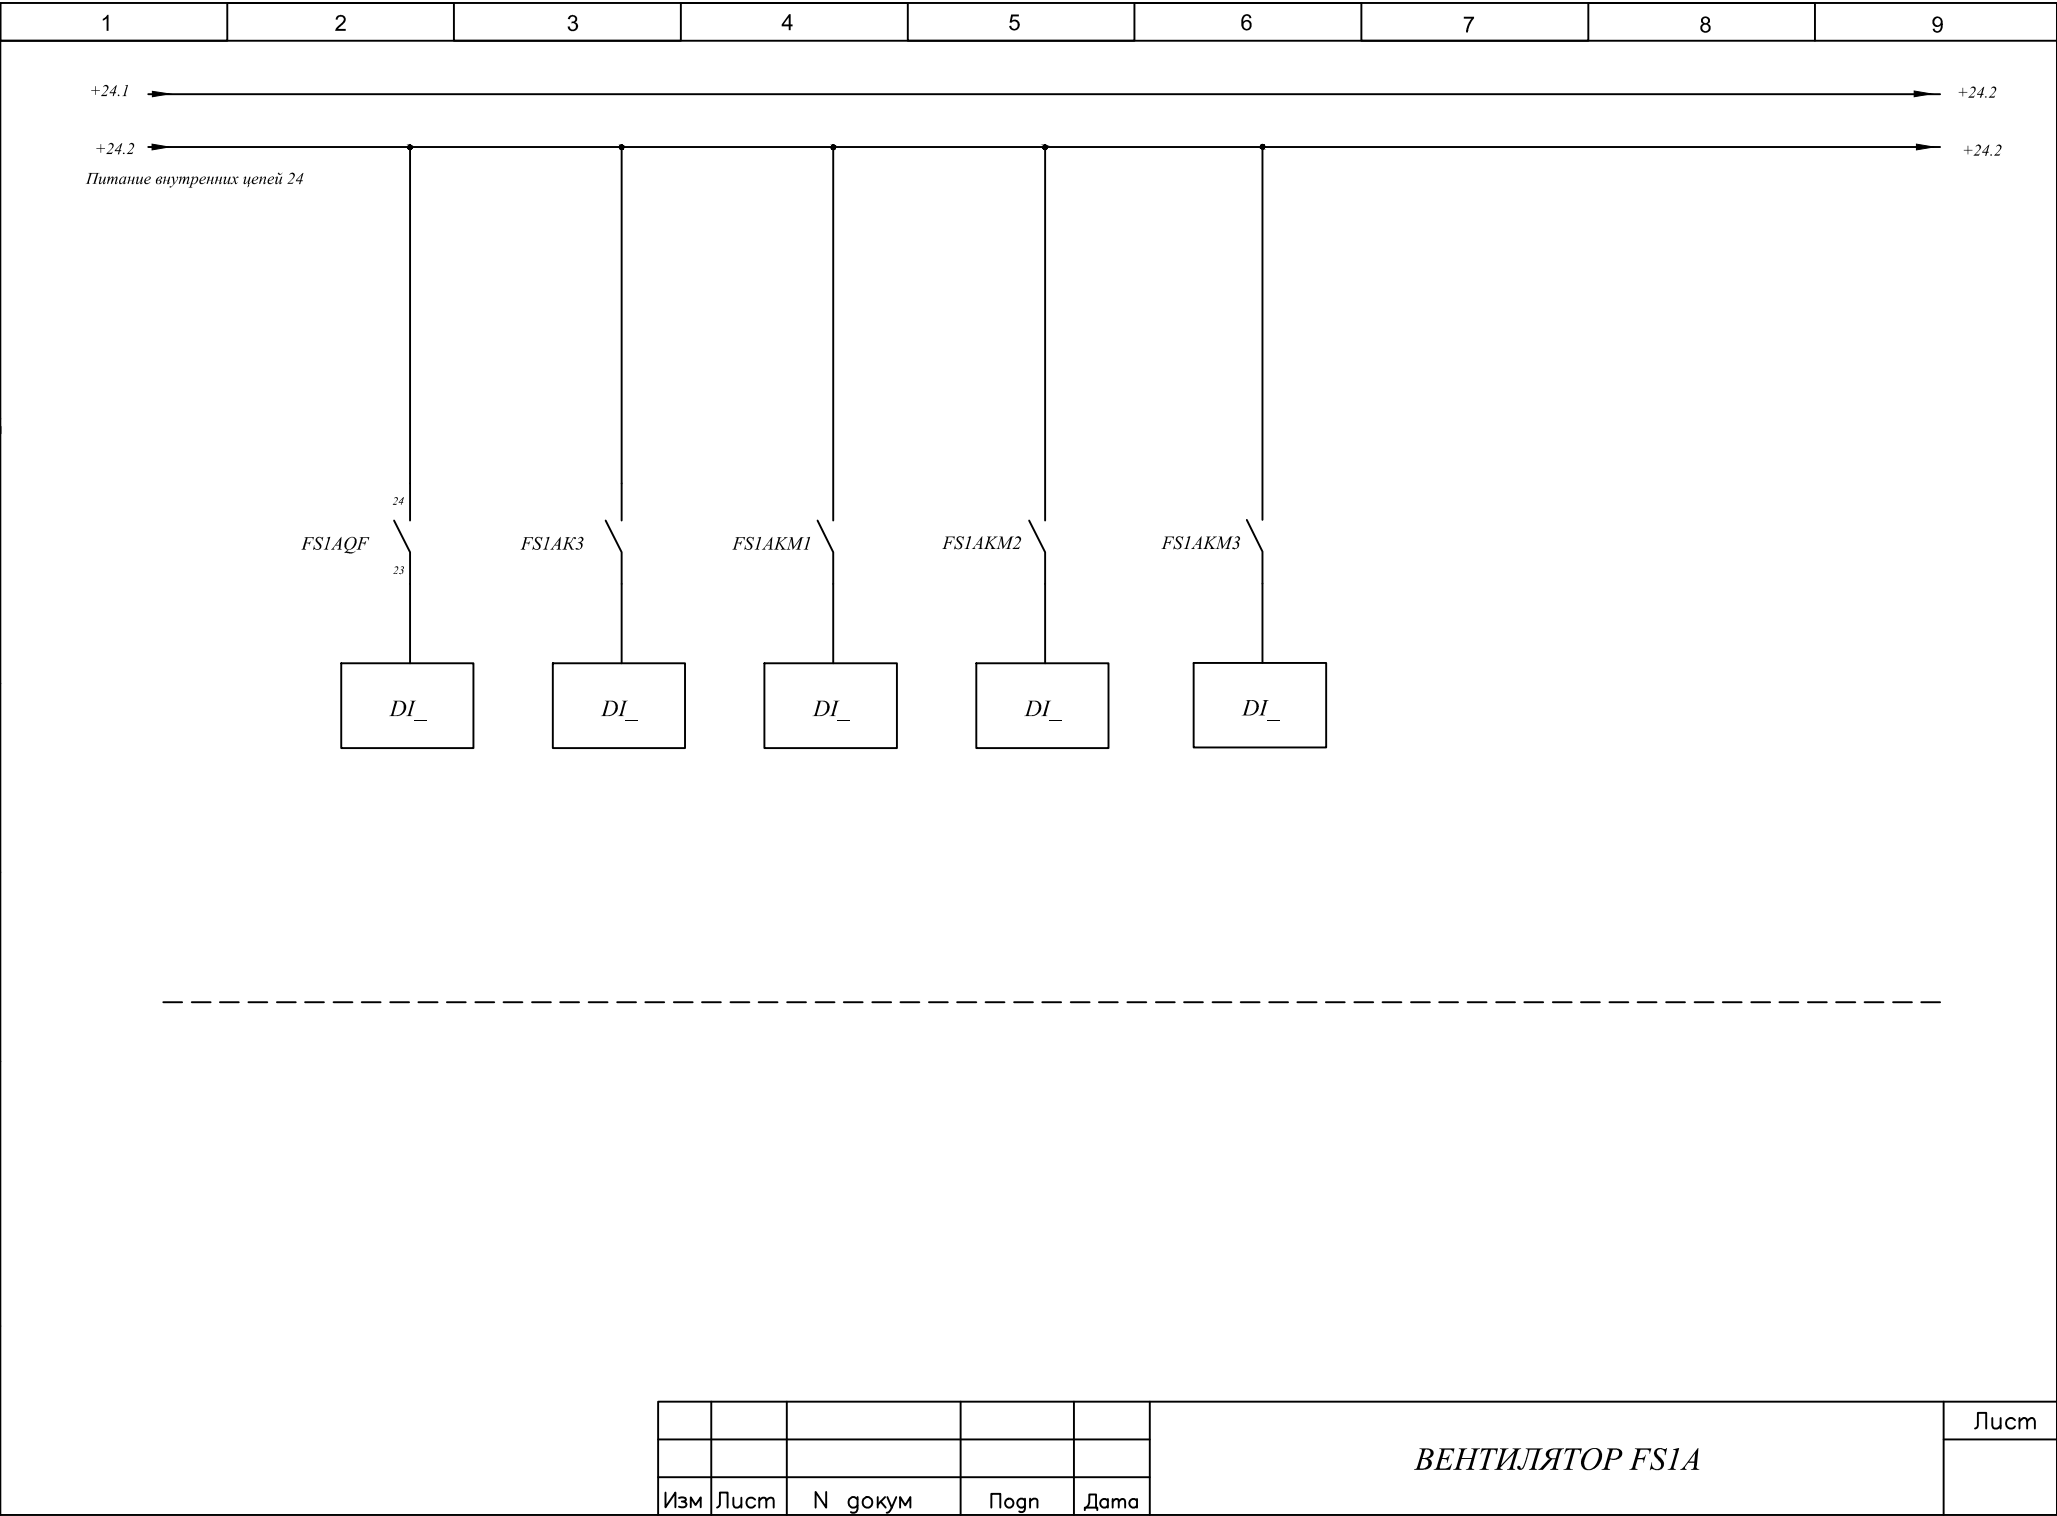 1 2 3 4 5 6 7 8 9
+24.1 +24.2
+24.2 +24.2
Питание внутренних цепей 24
24
FS1AQF FS1AK3 FS1AKM1 FS1AKM2 FS1AKM3
23
DI_ DI_ DI_ DI_ DI_
Лист
ВЕНТИЛЯТОР FS1A
Изм Лист N докум Подп Дата